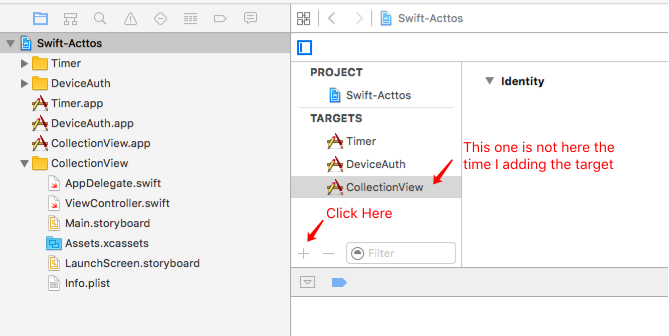 Swift-Acttos
Swift-Acttos
Timer
DeviceAuth
Timer.app
DeviceAuth.app
CollectionView.app
CollectionView
AppDelegate.swift
ViewController.swift
Main.storyboard
Assets.xcassets
LaunchScreen.storyboard
Info.plist
PROJECT
Swift-Acttos
TARGETS
Timer
DeviceAuth
CollectionView
Click Here
Filter
Identity
This one is not here the
time I adding the target